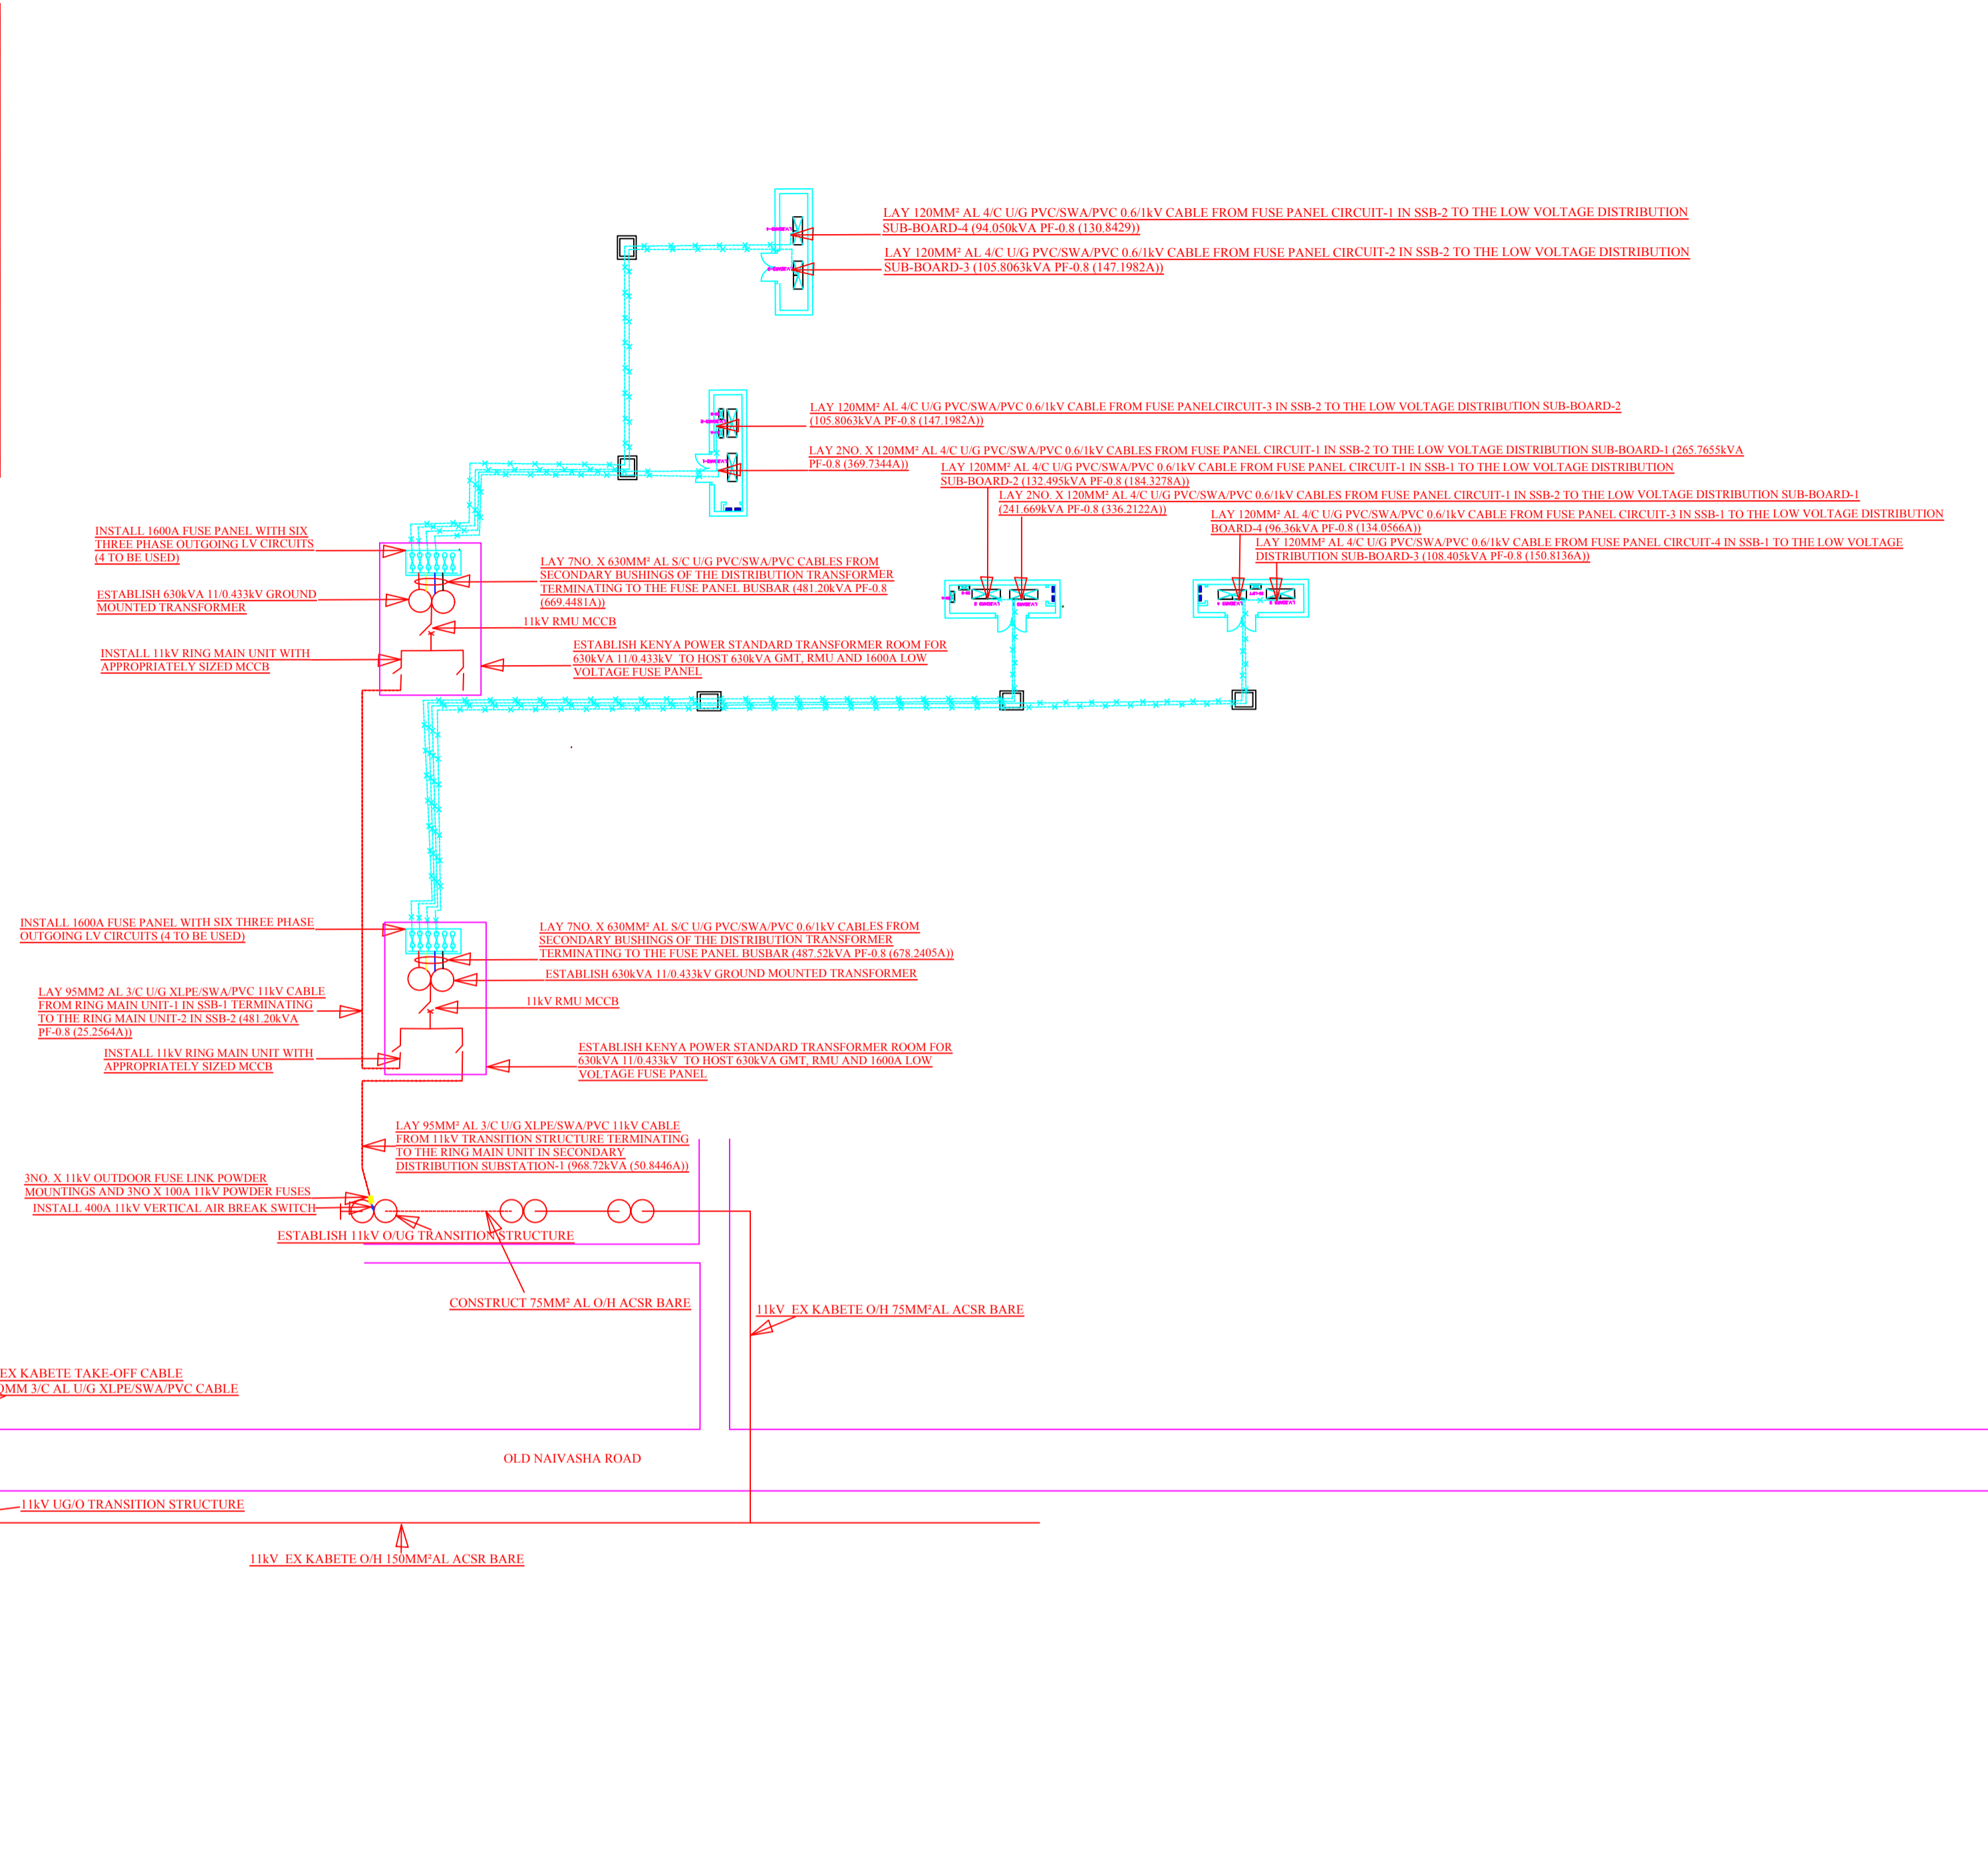 LAY 120MM² AL 4/C U/G PVC/SWA/PVC 0.6/1kV CABLE FROM FUSE PANEL CIRCUIT-1 IN SSB-2 TO THE LOW VOLTAGE DISTRIBUTION
SUB-BOARD-4 (94.050kVA PF-0.8 (130.8429))
LAY 120MM² AL 4/C U/G PVC/SWA/PVC 0.6/1kV CABLE FROM FUSE PANEL CIRCUIT-2 IN SSB-2 TO THE LOW VOLTAGE DISTRIBUTION
SUB-BOARD-3 (105.8063kVA PF-0.8 (147.1982A))
LAY 120MM² AL 4/C U/G PVC/SWA/PVC 0.6/1kV CABLE FROM FUSE PANELCIRCUIT-3 IN SSB-2 TO THE LOW VOLTAGE DISTRIBUTION SUB-BOARD-2
(105.8063kVA PF-0.8 (147.1982A))
LAY 2NO. X 120MM² AL 4/C U/G PVC/SWA/PVC 0.6/1kV CABLES FROM FUSE PANEL CIRCUIT-1 IN SSB-2 TO THE LOW VOLTAGE DISTRIBUTION SUB-BOARD-1 (265.7655kVA
PF-0.8 (369.7344A))
LAY 120MM² AL 4/C U/G PVC/SWA/PVC 0.6/1kV CABLE FROM FUSE PANEL CIRCUIT-1 IN SSB-1 TO THE LOW VOLTAGE DISTRIBUTION
SUB-BOARD-2 (132.495kVA PF-0.8 (184.3278A))
LAY 2NO. X 120MM² AL 4/C U/G PVC/SWA/PVC 0.6/1kV CABLES FROM FUSE PANEL CIRCUIT-1 IN SSB-2 TO THE LOW VOLTAGE DISTRIBUTION SUB-BOARD-1
(241.669kVA PF-0.8 (336.2122A))
LAY 120MM² AL 4/C U/G PVC/SWA/PVC 0.6/1kV CABLE FROM FUSE PANEL CIRCUIT-3 IN SSB-1 TO THE LOW VOLTAGE DISTRIBUTION
BOARD-4 (96.36kVA PF-0.8 (134.0566A))
LAY 120MM² AL 4/C U/G PVC/SWA/PVC 0.6/1kV CABLE FROM FUSE PANEL CIRCUIT-4 IN SSB-1 TO THE LOW VOLTAGE
DISTRIBUTION SUB-BOARD-3 (108.405kVA PF-0.8 (150.8136A))
INSTALL 1600A FUSE PANEL WITH SIX
THREE PHASE OUTGOING LV CIRCUITS
(4 TO BE USED)
LAY 7NO. X 630MM² AL S/C U/G PVC/SWA/PVC CABLES FROM
SECONDARY BUSHINGS OF THE DISTRIBUTION TRANSFORMER
TERMINATING TO THE FUSE PANEL BUSBAR (481.20kVA PF-0.8
(669.4481A))
ESTABLISH 630kVA 11/0.433kV GROUND
MOUNTED TRANSFORMER
11kV RMU MCCB
INSTALL 11kV RING MAIN UNIT WITH
APPROPRIATELY SIZED MCCB
ESTABLISH KENYA POWER STANDARD TRANSFORMER ROOM FOR
630kVA 11/0.433kV TO HOST 630kVA GMT, RMU AND 1600A LOW
VOLTAGE FUSE PANEL
INSTALL 1600A FUSE PANEL WITH SIX THREE PHASE
OUTGOING LV CIRCUITS (4 TO BE USED)
LAY 7NO. X 630MM² AL S/C U/G PVC/SWA/PVC 0.6/1kV CABLES FROM
SECONDARY BUSHINGS OF THE DISTRIBUTION TRANSFORMER
TERMINATING TO THE FUSE PANEL BUSBAR (487.52kVA PF-0.8 (678.2405A))
ESTABLISH 630kVA 11/0.433kV GROUND MOUNTED TRANSFORMER
11kV RMU MCCB
LAY 95MM2 AL 3/C U/G XLPE/SWA/PVC 11kV CABLE
FROM RING MAIN UNIT-1 IN SSB-1 TERMINATING
TO THE RING MAIN UNIT-2 IN SSB-2 (481.20kVA
PF-0.8 (25.2564A))
INSTALL 11kV RING MAIN UNIT WITH
APPROPRIATELY SIZED MCCB
ESTABLISH KENYA POWER STANDARD TRANSFORMER ROOM FOR
630kVA 11/0.433kV TO HOST 630kVA GMT, RMU AND 1600A LOW
VOLTAGE FUSE PANEL
LAY 95MM² AL 3/C U/G XLPE/SWA/PVC 11kV CABLE
FROM 11kV TRANSITION STRUCTURE TERMINATING
TO THE RING MAIN UNIT IN SECONDARY
DISTRIBUTION SUBSTATION-1 (968.72kVA (50.8446A))
3NO. X 11kV OUTDOOR FUSE LINK POWDER
MOUNTINGS AND 3NO X 100A 11kV POWDER FUSES
INSTALL 400A 11kV VERTICAL AIR BREAK SWITCH
ESTABLISH 11kV O/UG TRANSITION STRUCTURE
CONSTRUCT 75MM² AL O/H ACSR BARE
11kV EX KABETE O/H 75MM²AL ACSR BARE
EX KABETE TAKE-OFF CABLE
MM 3/C AL U/G XLPE/SWA/PVC CABLE
OLD NAIVASHA ROAD
11kV UG/O TRANSITION STRUCTURE
11kV EX KABETE O/H 150MM²AL ACSR BARE